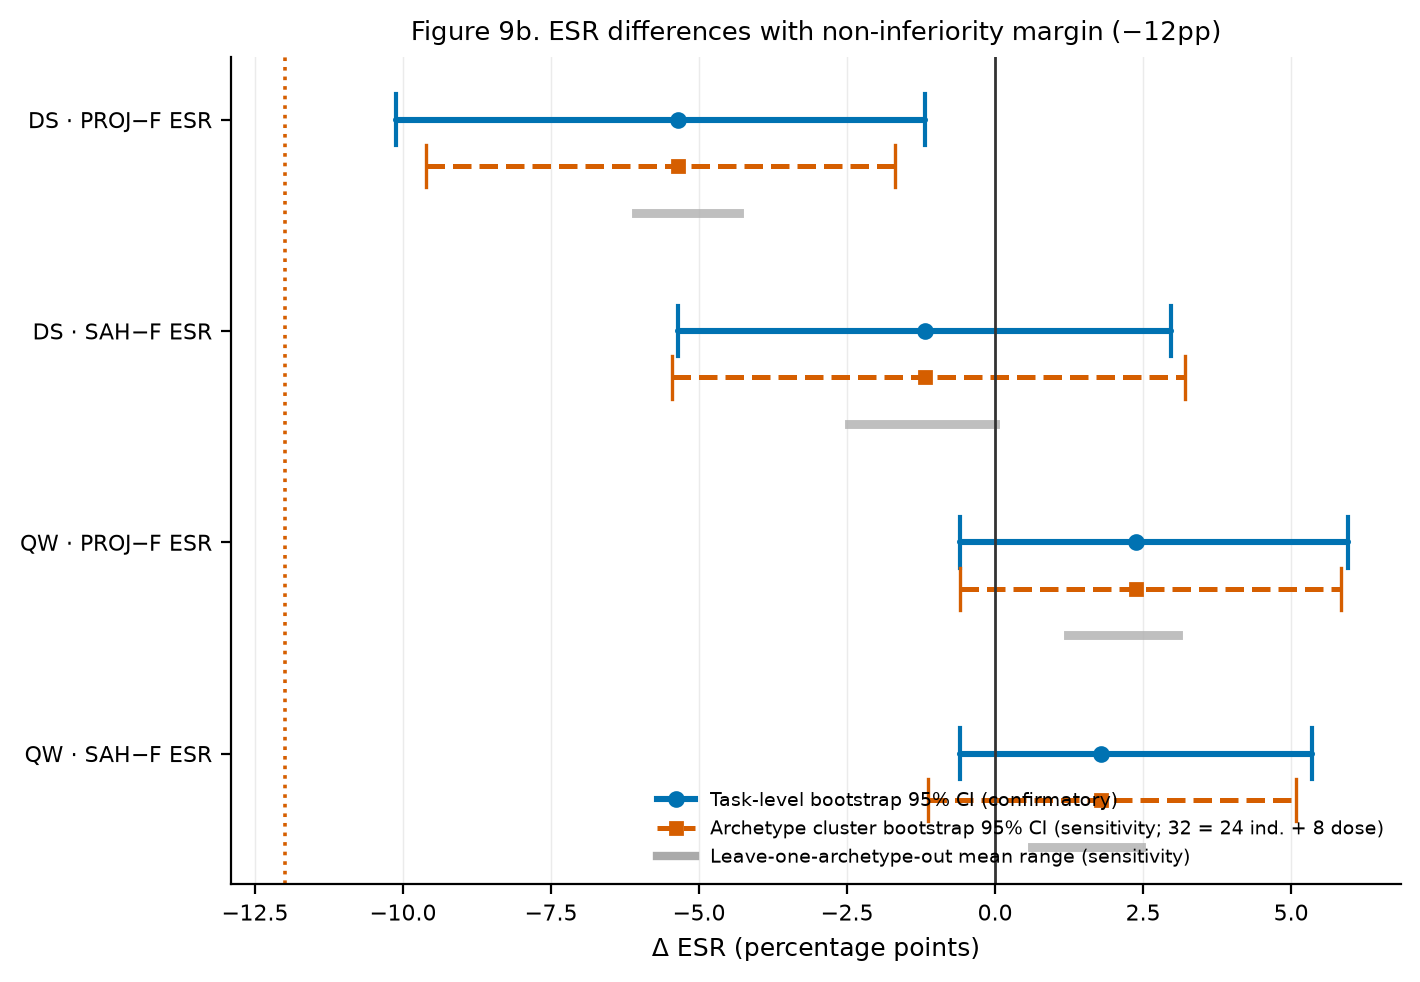 Figure 9b. ESR differences with non-inferiority margin (−12pp)
DS · PROJ−F ESR
DS · SAH−F ESR
QW · PROJ−F ESR
QW · SAH−F ESR
Task-level bootstrap 95% CI (confirmatory)
Archetype cluster bootstrap 95% CI (sensitivity; 32 = 24 ind. + 8 dose)
Leave-one-archetype-out mean range (sensitivity)
−12.5 −10.0 −7.5 −5.0 −2.5 0.0 2.5 5.0
Δ ESR (percentage points)